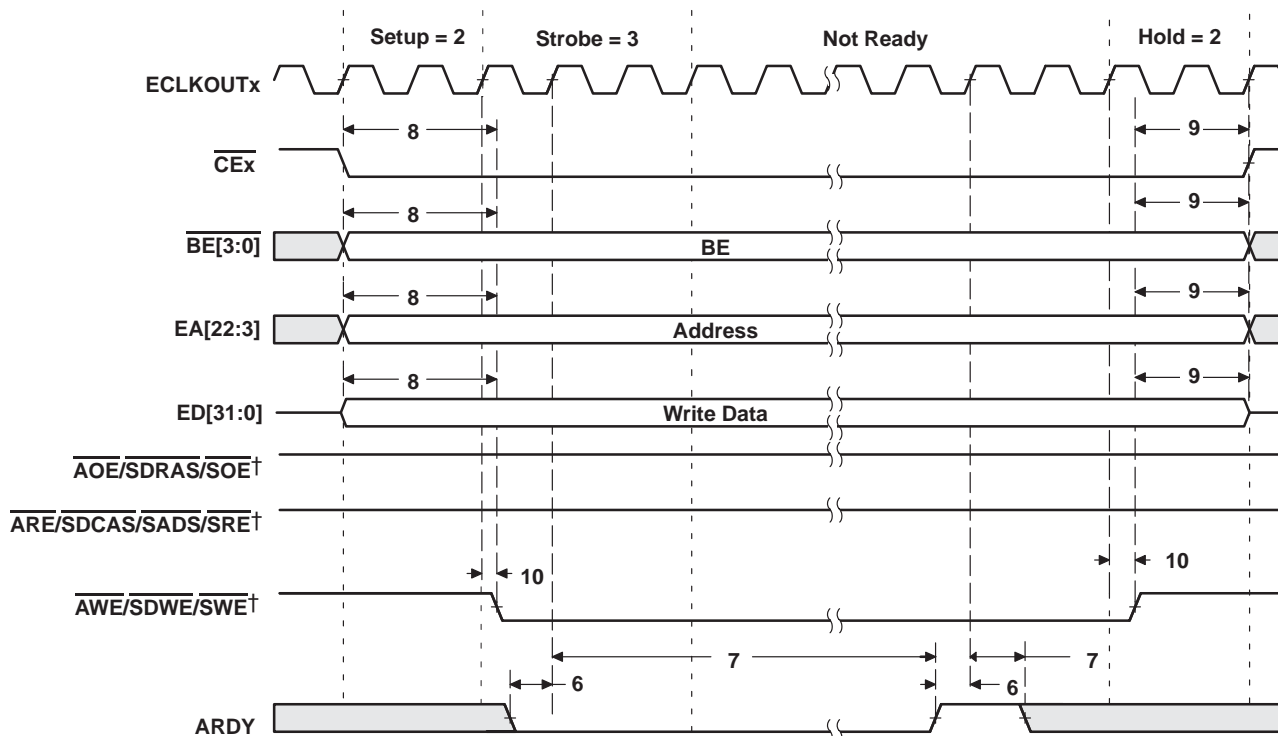 Setup = 2 Strobe = 3 Not Ready Hold = 2
ECLKOUTx
8 9
CEx
8 9
BE[3:0] BE
8 9
EA[22:3] Address
8 9
ED[31:0] Write Data
AOE/SDRAS/SOE†
ARE/SDCAS/SADS/SRE†
10 10
AWE/SDWE/SWE†
7 7
6 6
ARDY